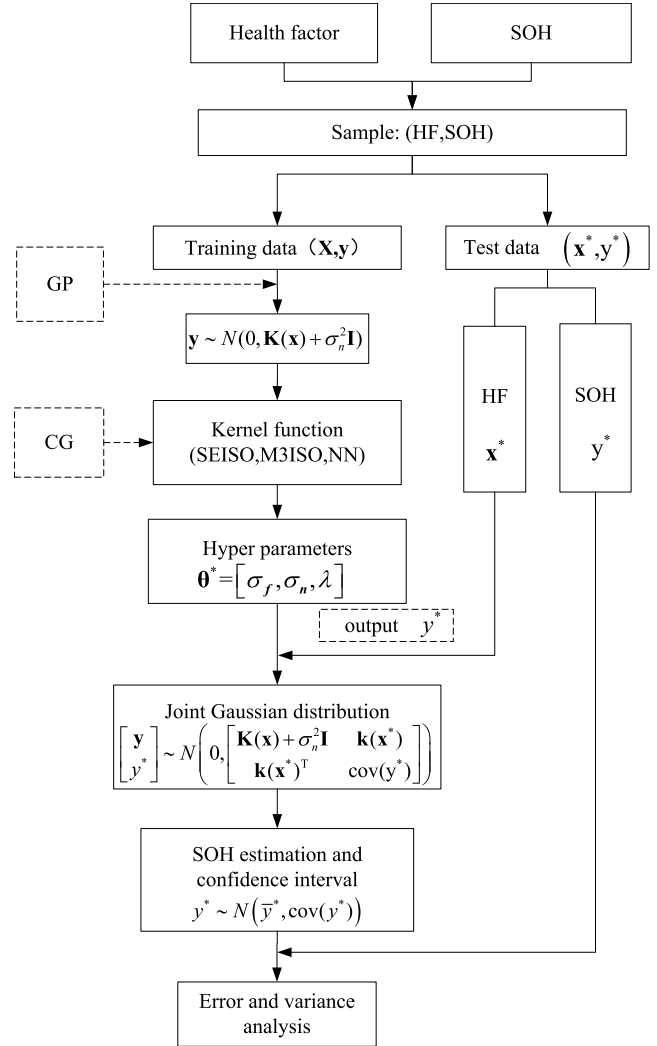 Health factor
SOH
Sample: (HF,SOH)
Training data（X,y）
Test data (x*,y*)
GP
y ~ N(0, K(x) + σₙ²I)
HF
x*
SOH
y*
CG
Kernel function
(SEISO,M3ISO,NN)
Hyper parameters
θ*=[σ_f,σ_n,λ]
output y*
Joint Gaussian distribution
[y y*] ~ N(0,[K(x)+σₙ²I k(x*)
k(x*)ᵀ cov(y*)])
SOH estimation and
confidence interval
y* ~ N(y̅*,cov(y*))
Error and variance
analysis